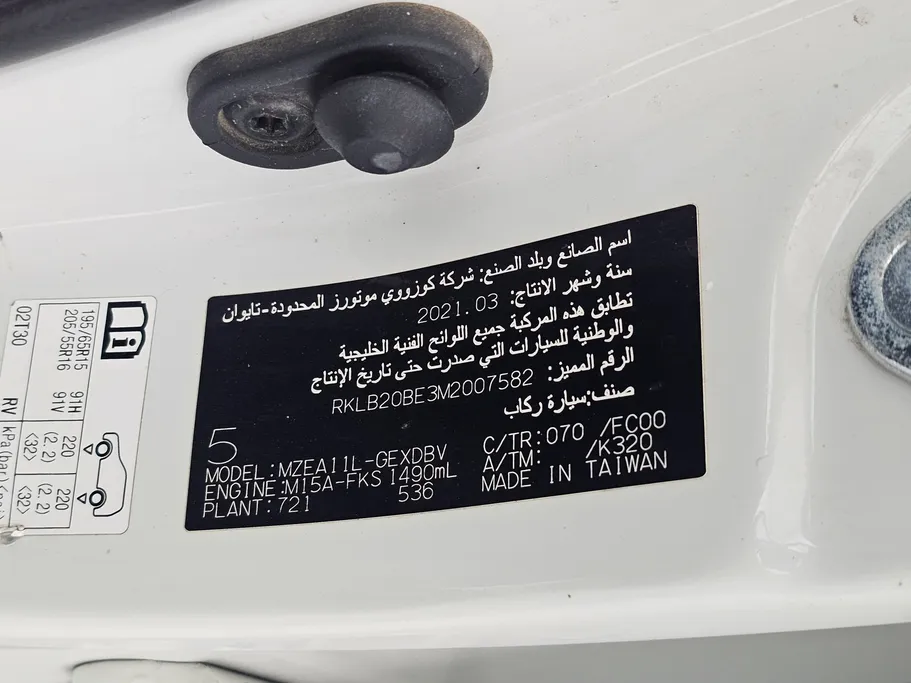 اسم الصانع وبلد الصنع: شركة كوزووي موتورز المحدودة-تايوان
سنة وشهر الانتاج: 2021.03
تطابق هذه المركبة جميع اللوائح الفنية الخليجية
والوطنية للسيارات التي صدرت حتى تاريخ الإنتاج
الرقم المميز: RKLB20BE3M2007582
صنف:سيارة ركاب
5
MODEL:MZEA11L-GEXDBV
ENGINE:M15A-FKS 1490mL
PLANT:721 536
C/TR:070 /FC00
A/TM: /K320
MADE IN TAIWAN
195/65R15 91H 220 (2.2) <32> 220 (2.2) <32>
205/55R16 91V
02T30 RV kPa(bar)